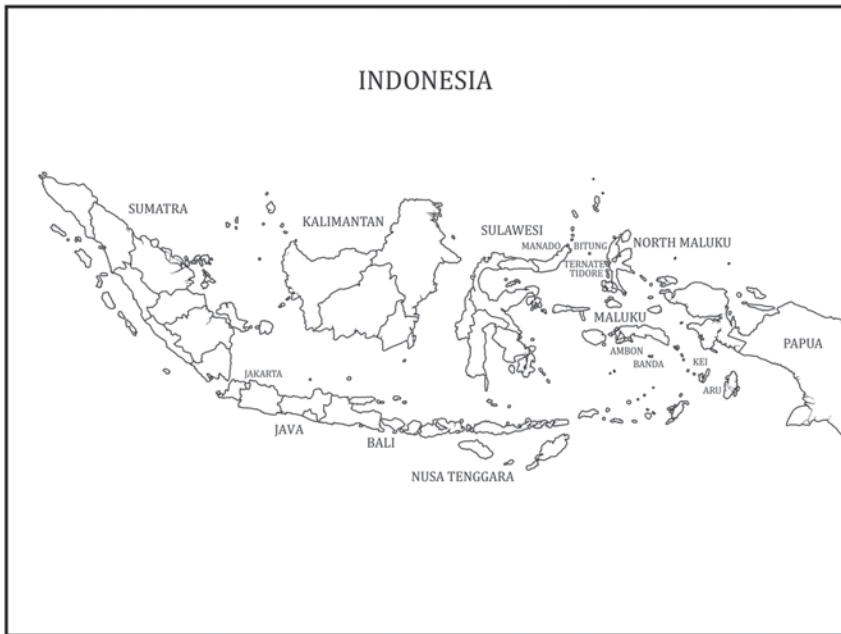 INDONESIA
SUMATRA
KALIMANTAN
SULAWESI
MANADO
BITUNG
NORTH MALUKU
TERNATE
TIDORE
MALUKU
AMBON
BANDA
KEI
ARU
PAPUA
JAKARTA
JAVA
BALI
NUSA TENGGARA